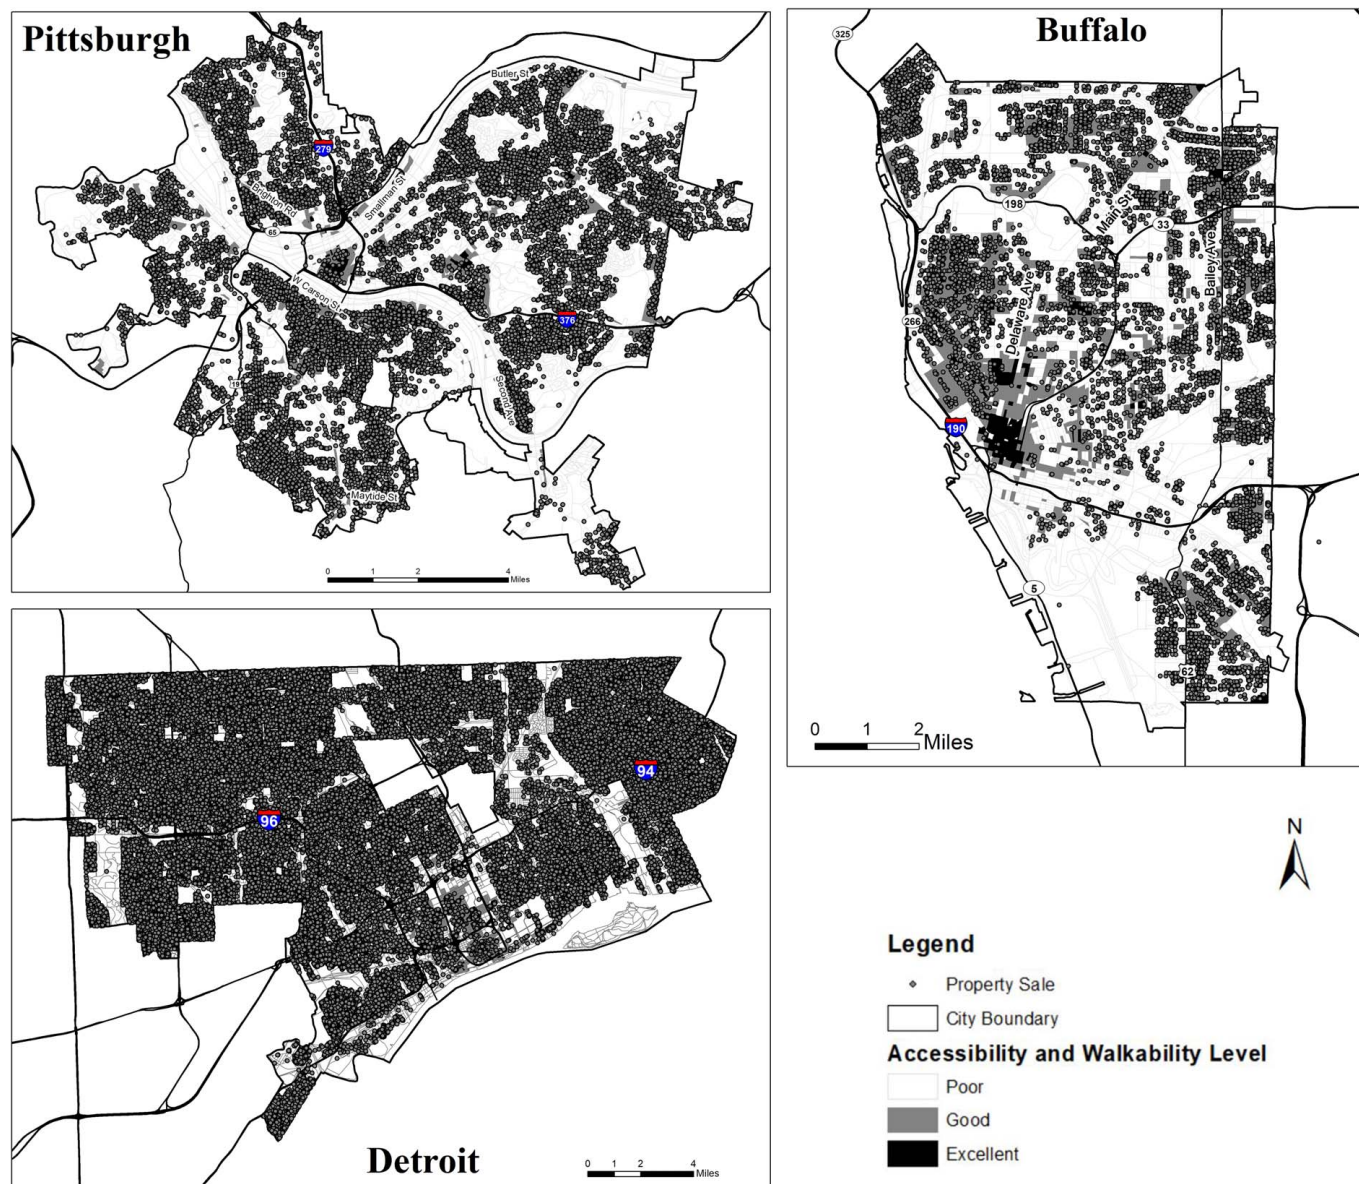 Pittsburgh
Butler St
19
279
Brighton Rd
Smallman St
65
W Carson St
376
19
Second Ave
Maytide St
0 1 2 4
Miles
Buffalo
325
198
Main St
33
Bailey Ave
Delaware Ave
266
190
5
62
0 1 2
Miles
94
96
Detroit
0 1 2 4
Miles
N
Legend
Property Sale
City Boundary
Accessibility and Walkability Level
Poor
Good
Excellent